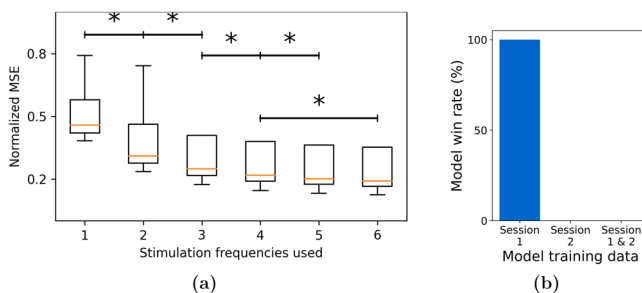 * * * * *
0.8
0.5
0.2
Normalized MSE
1 2 3 4 5 6
Stimulation frequencies used
(a)
100
50
0
Model win rate (%)
Session Session Session
1 2 1 & 2
Model training data
(b)